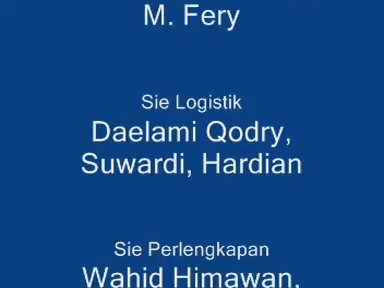 M. Fery
Sie Logistik
Daelami Qodry,
Suwardi, Hardian
Sie Perlengkapan
Wahid Himawan,